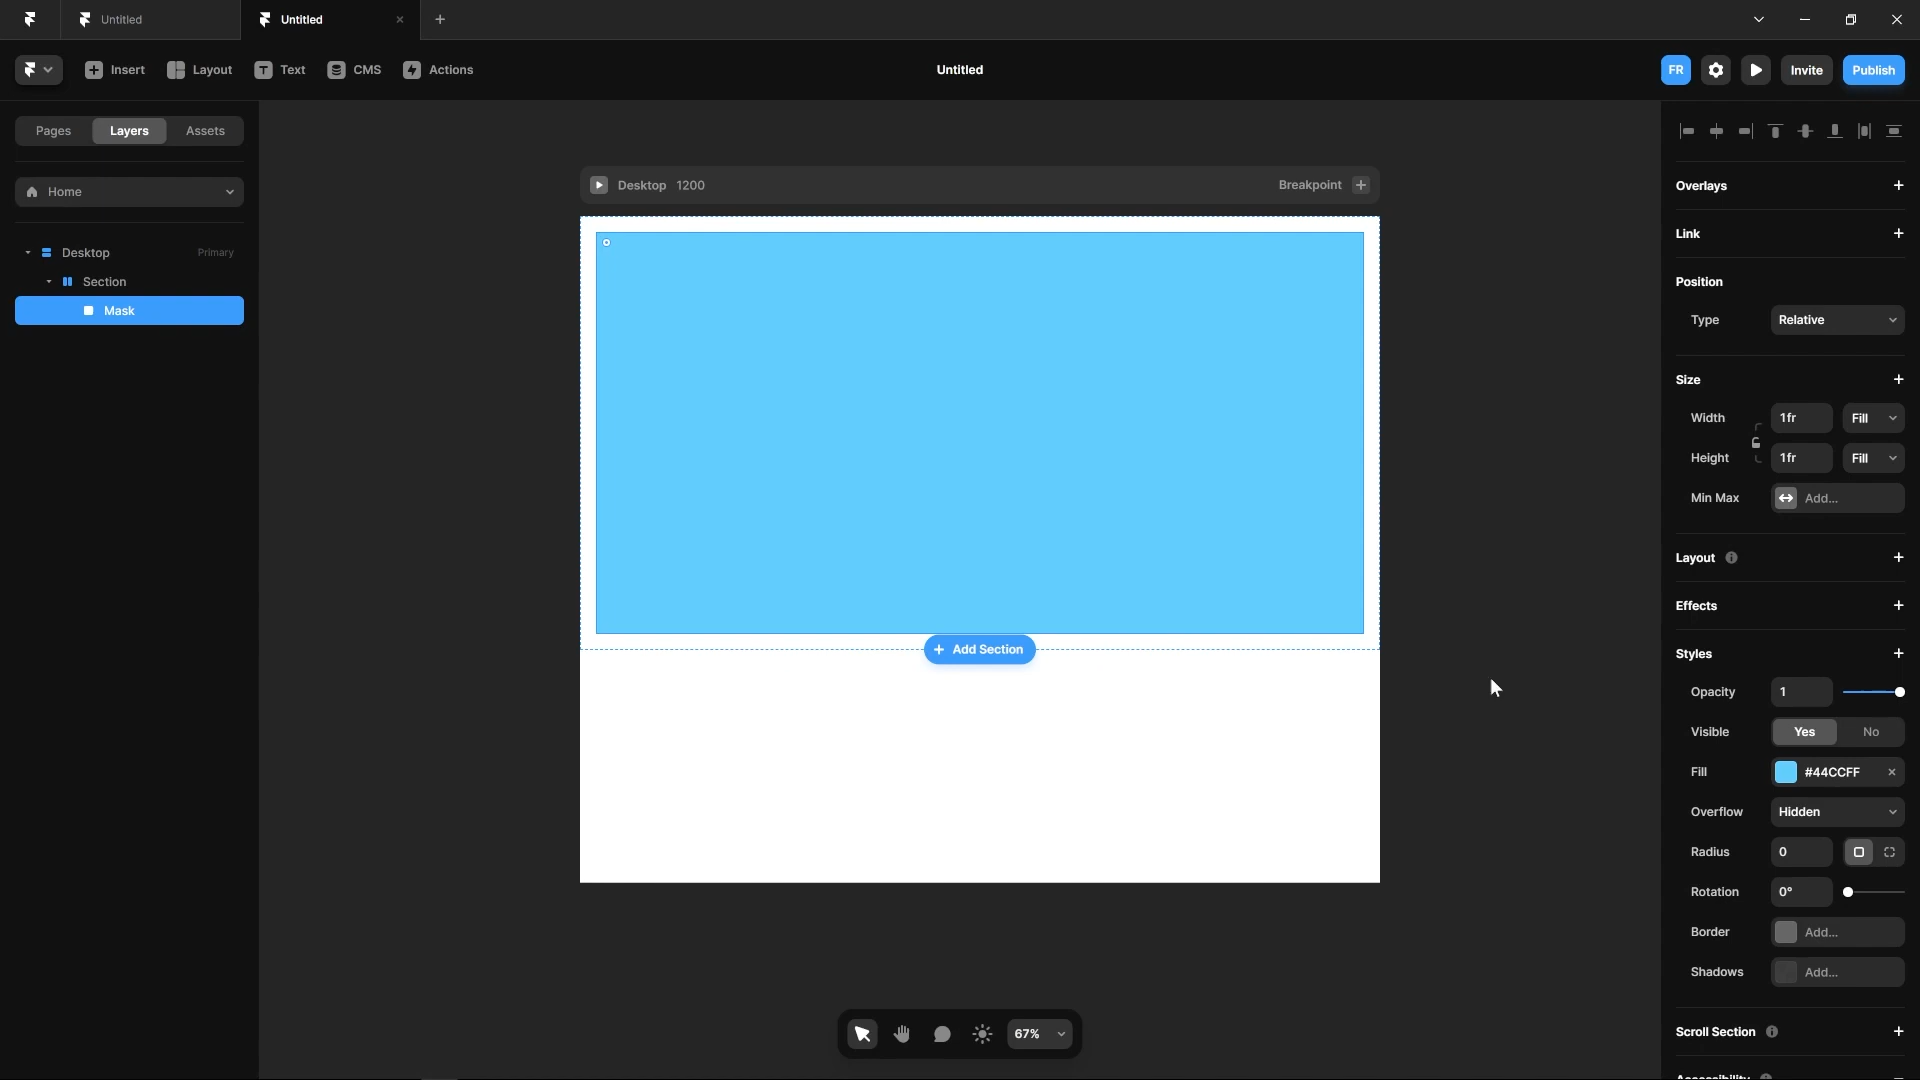 Untitled
Untitled
Insert
Layout
T
Text
CMS
Actions
Untitled
FR
Invite
Publish
Pages
Layers
Assets
Home
Desktop
Primary
Section
Mask
Desktop 1200
Breakpoint
Add Section
67%
Overlays
Link
Position
Type
Relative
Size
Width
1fr
Fill
Height
1fr
Fill
Min Max
Add...
Layout
Effects
Styles
Opacity
1
Visible
Yes
No
Fill
#44CCFF
Overflow
Hidden
Radius
0
Rotation
0°
Border
Add...
Shadows
Add...
Scroll Section
Accessibility